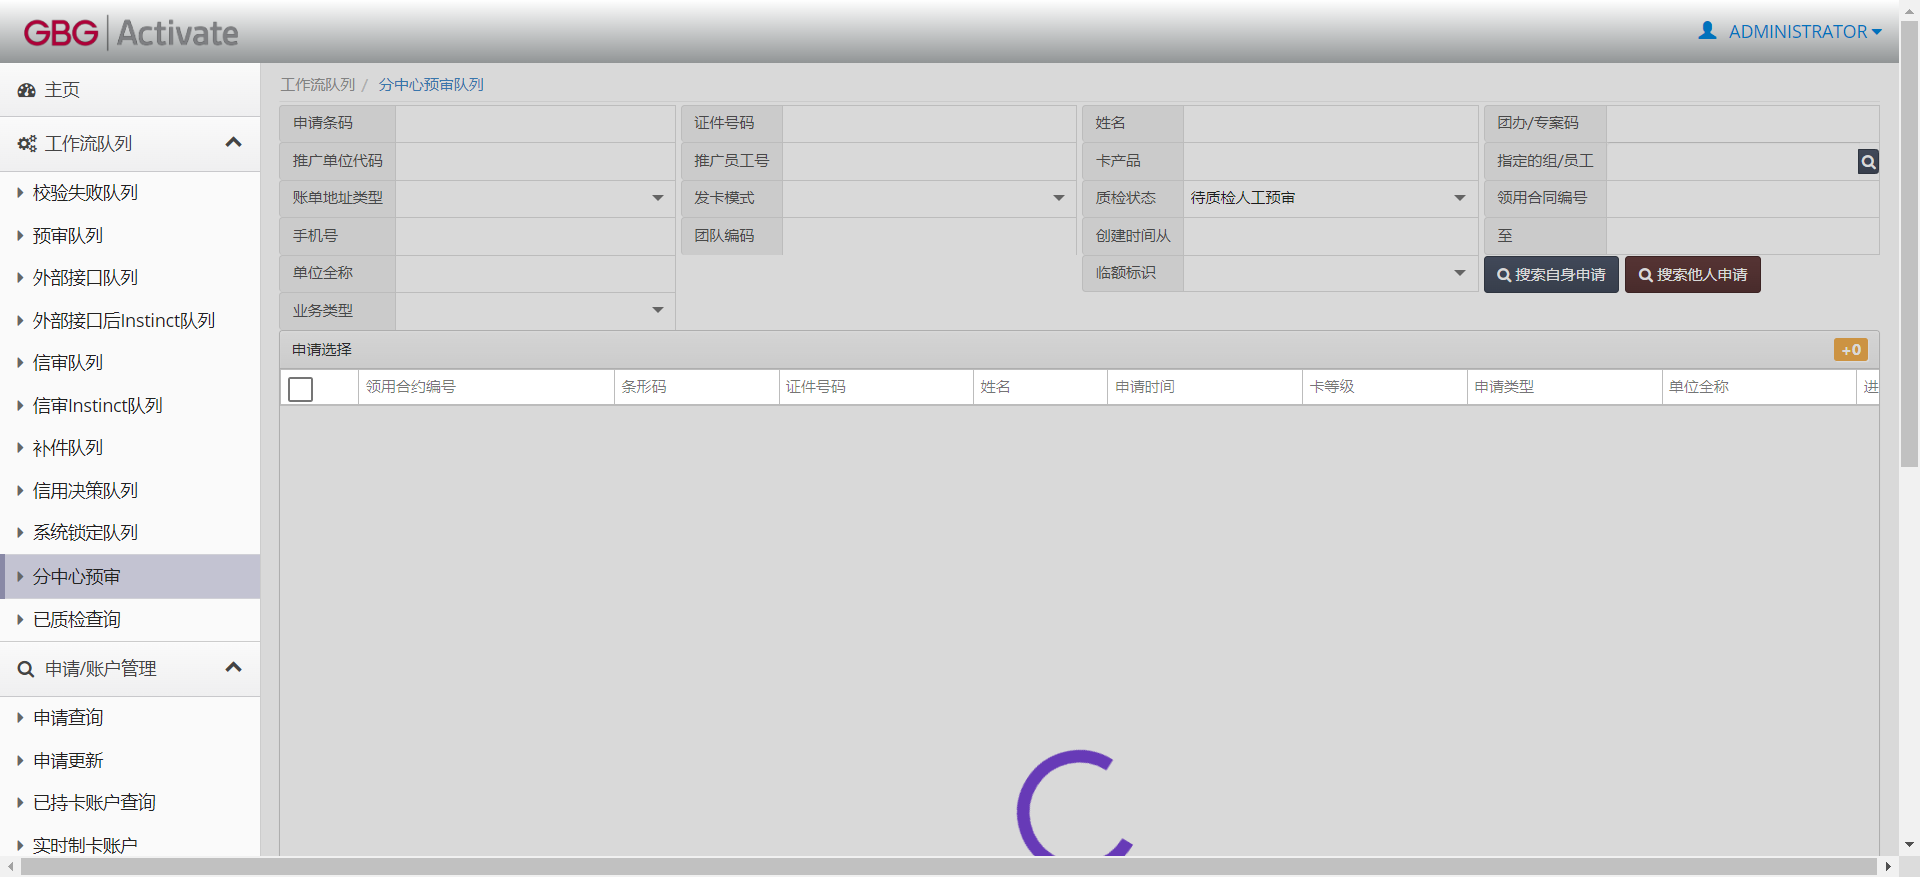 GBG Activate
ADMINISTRATOR
主页
工作流队列
校验失败队列
预审队列
外部接口队列
外部接口后Instinct队列
信审队列
信审Instinct队列
补件队列
信用决策队列
系统锁定队列
分中心预审
已质检查询
申请/账户管理
申请查询
申请更新
已持卡账户查询
实时制卡账户
工作流队列 / 分中心预审队列
申请条码 证件号码 姓名 团办/专案码
推广单位代码 推广员工号 卡产品 指定的组/员工
账单地址类型 发卡模式 质检状态 待质检人工预审 领用合同编号
手机号 团队编码 创建时间从 至
单位全称 临额标识 搜索自身申请 搜索他人申请
业务类型
申请选择 +0
领用合约编号 条形码 证件号码 姓名 申请时间 卡等级 申请类型 单位全称 进